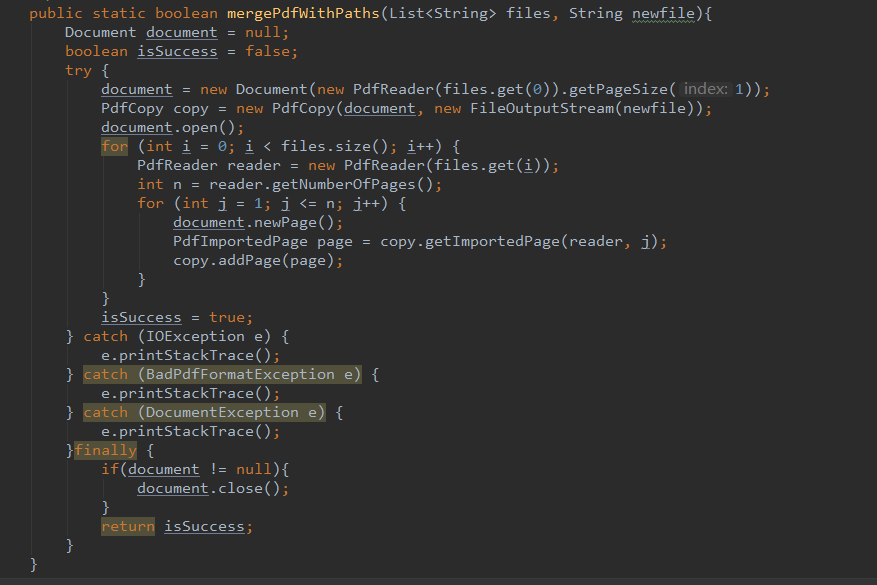 public static boolean mergePdfWithPaths(List<String> files, String newfile){
    Document document = null;
    boolean isSuccess = false;
    try {
        document = new Document(new PdfReader(files.get(0)).getPageSize( index: 1));
        PdfCopy copy = new PdfCopy(document, new FileOutputStream(newfile));
        document.open();
        for (int i = 0; i < files.size(); i++) {
            PdfReader reader = new PdfReader(files.get(i));
            int n = reader.getNumberOfPages();
            for (int j = 1; j <= n; j++) {
                document.newPage();
                PdfImportedPage page = copy.getImportedPage(reader, j);
                copy.addPage(page);
            }
        }
        isSuccess = true;
    } catch (IOException e) {
        e.printStackTrace();
    } catch (BadPdfFormatException e) {
        e.printStackTrace();
    } catch (DocumentException e) {
        e.printStackTrace();
    }finally {
        if(document != null){
            document.close();
        }
        return isSuccess;
    }
}